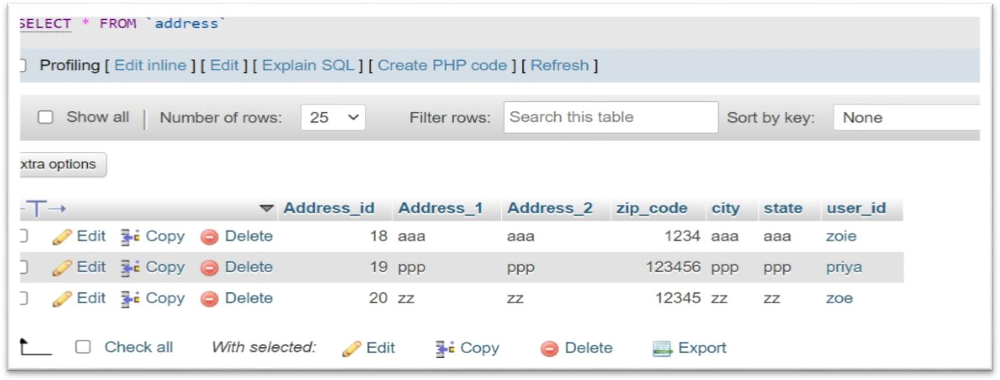 SELECT * FROM `address`
Profiling [ Edit inline ] [ Edit ] [ Explain SQL ] [ Create PHP code ] [ Refresh ]
Show all | Number of rows: 25 Filter rows: Search this table Sort by key: None
xtra options
Address_id Address_1 Address_2 zip_code city state user_id
Edit Copy Delete 18 aaa aaa 1234 aaa aaa zoie
Edit Copy Delete 19 ppp ppp 123456 ppp ppp priya
Edit Copy Delete 20 zz zz 12345 zz zz zoe
Check all With selected: Edit Copy Delete Export